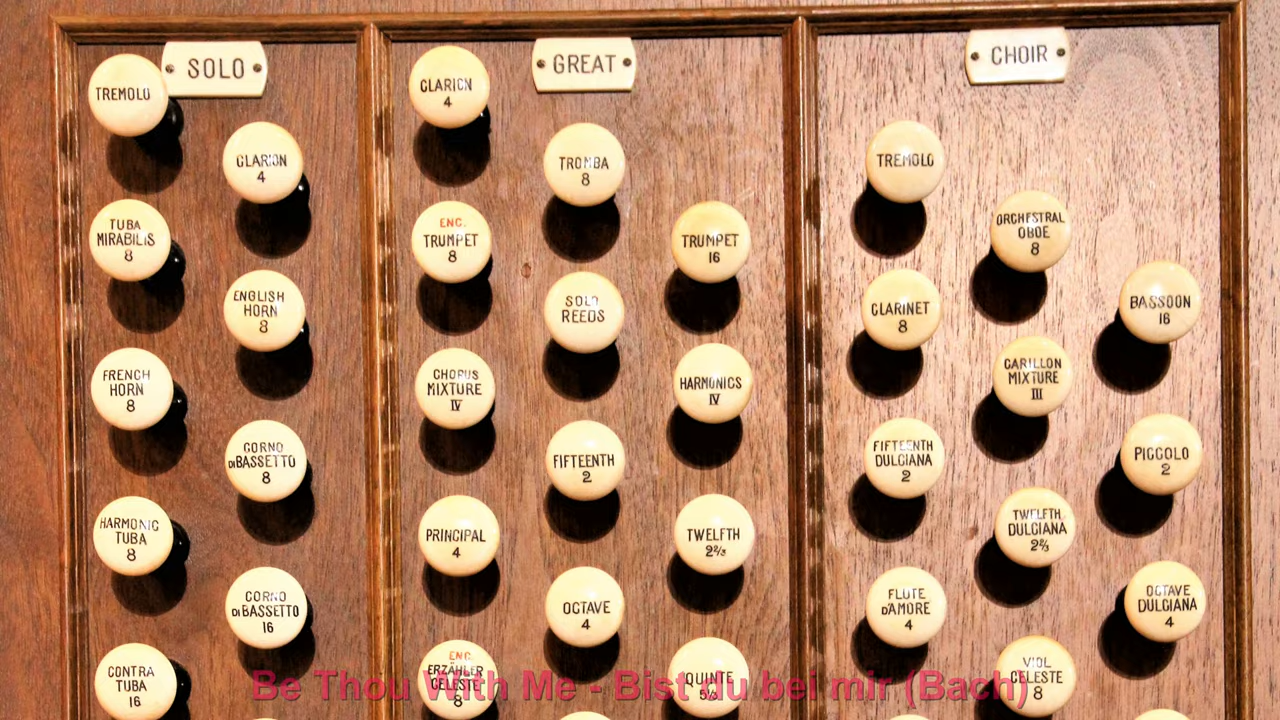 SOLO
TREMOLO
CLARION
4
TUBA
MIRABILIS
8
ENGLISH
HORN
8
FRENCH
HORN
8
CORNO
DI BASSETTO
8
HARMONIC
TUBA
8
CORNO
DI BASSETTO
16
CONTRA
TUBA
16
GREAT
CLARION
4
TROMBA
8
ENC.
TRUMPET
8
TRUMPET
16
SOLO
REEDS
CHORUS
MIXTURE
IV
HARMONICS
IV
FIFTEENTH
2
PRINCIPAL
4
TWELFTH
2⅔
OCTAVE
4
ENC.
ERZÄHLER
CELESTE
8
QUINTE
5⅓
CHOIR
TREMOLO
ORCHESTRAL
OBOE
8
CLARINET
8
BASSOON
16
CARILLON
MIXTURE
III
FIFTEENTH
DULCIANA
2
PICCOLO
2
TWELFTH
DULCIANA
2⅔
FLUTE
D'AMORE
4
OCTAVE
DULCIANA
4
VIOL
CELESTE
8
Be Thou With Me - Bist du bei mir (Bach)